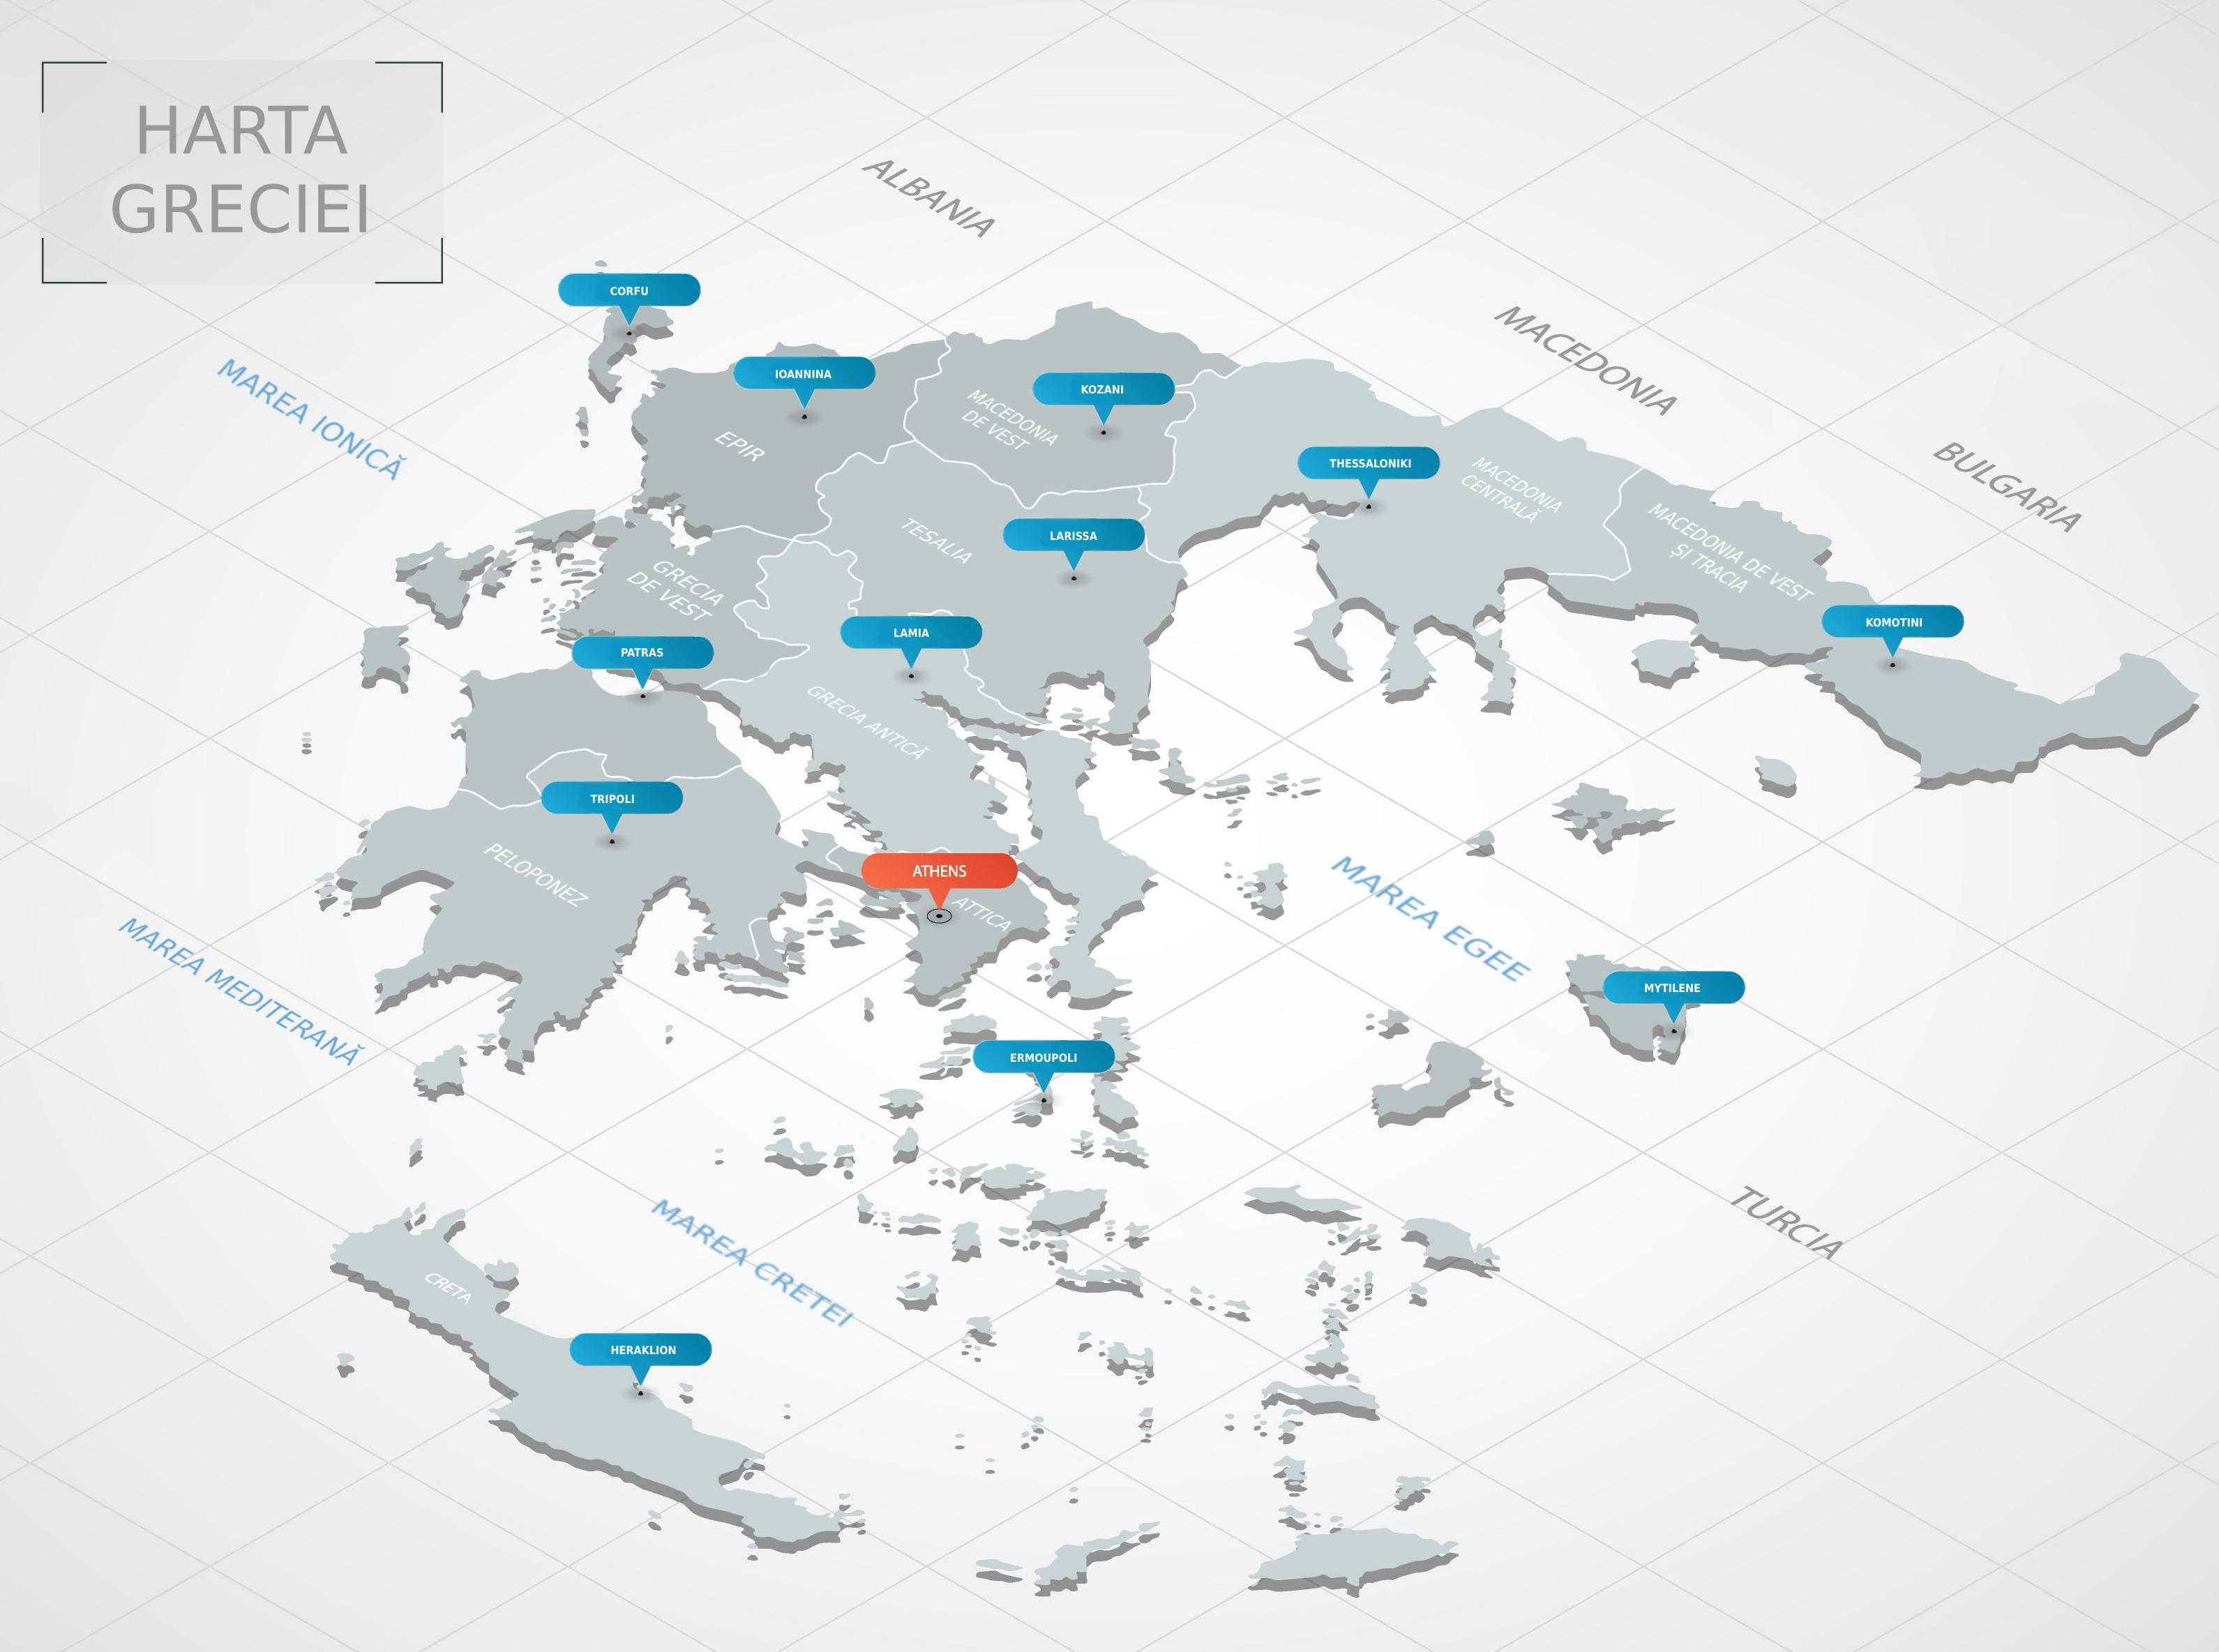 HARTA
GRECIEI
ALBANIA
MACEDONIA
BULGARIA
TURCIA
MAREA IONICĂ
MAREA MEDITERANĂ
MAREA CRETEI
MAREA EGEE
CORFU
IOANNINA
KOZANI
EPIR
MACEDONIA
DE VEST
THESSALONIKI
MACEDONIA
CENTRALĂ
MACEDONIA DE VEST
ȘI TRACIA
LARISSA
TESALIA
GRECIA
DE VEST
KOMOTINI
LAMIA
PATRAS
GRECIA ANTICĂ
TRIPOLI
PELOPONEZ
ATHENS
ATTICA
MYTILENE
ERMOUPOLI
CRETA
HERAKLION